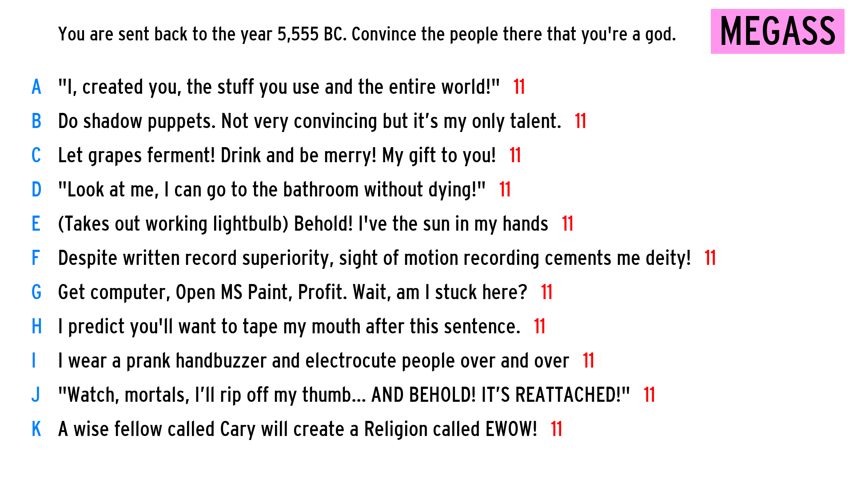 You are sent back to the year 5,555 BC. Convince the people there that you're a god.
MEGASS
A "I, created you, the stuff you use and the entire world!" 11
B Do shadow puppets. Not very convincing but it’s my only talent. 11
C Let grapes ferment! Drink and be merry! My gift to you! 11
D "Look at me, I can go to the bathroom without dying!" 11
E (Takes out working lightbulb) Behold! I've the sun in my hands 11
F Despite written record superiority, sight of motion recording cements me deity! 11
G Get computer, Open MS Paint, Profit. Wait, am I stuck here? 11
H I predict you'll want to tape my mouth after this sentence. 11
I I wear a prank handbuzzer and electrocute people over and over 11
J "Watch, mortals, I’ll rip off my thumb... AND BEHOLD! IT’S REATTACHED!" 11
K A wise fellow called Cary will create a Religion called EWOW! 11